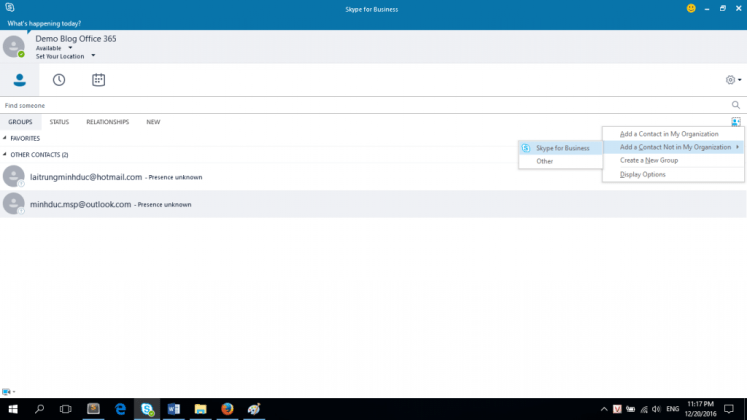 Skype for Business
What's happening today?
Demo Blog Office 365
Available
Set Your Location
Find someone
GROUPS STATUS RELATIONSHIPS NEW
Add a Contact in My Organization
FAVORITES
Skype for Business
Add a Contact Not in My Organization
OTHER CONTACTS (2)
Other
Create a New Group
Display Options
laitrungminhduc@hotmail.com - Presence unknown
minhduc.msp@outlook.com - Presence unknown
ENG
11:17 PM
12/20/2016